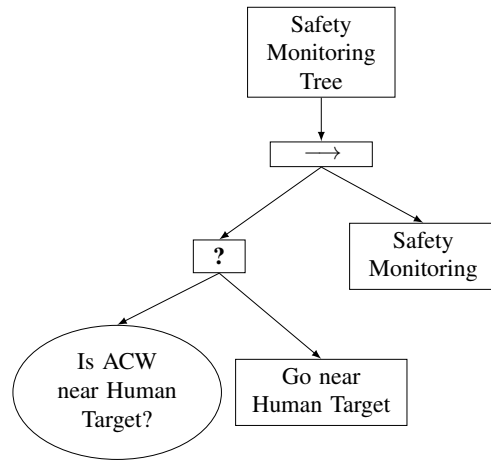 Safety
Monitoring
Tree
⟶
?
Safety
Monitoring
Is ACW
near Human
Target?
Go near
Human Target